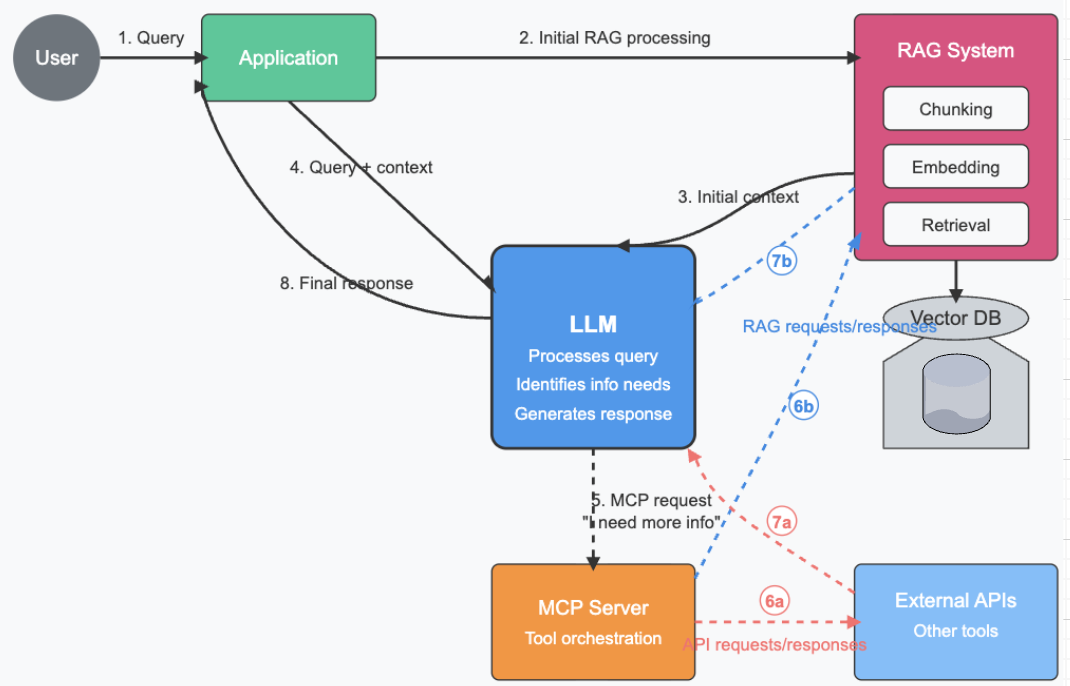 User
1. Query
Application
2. Initial RAG processing
RAG System
Chunking
Embedding
Retrieval
4. Query + context
3. Initial context
7b
8. Final response
LLM
Processes query
Identifies info needs
Generates response
Vector DB
RAG requests/responses
6b
5. MCP request
"I need more info"
7a
MCP Server
Tool orchestration
6a
API requests/responses
External APIs
Other tools